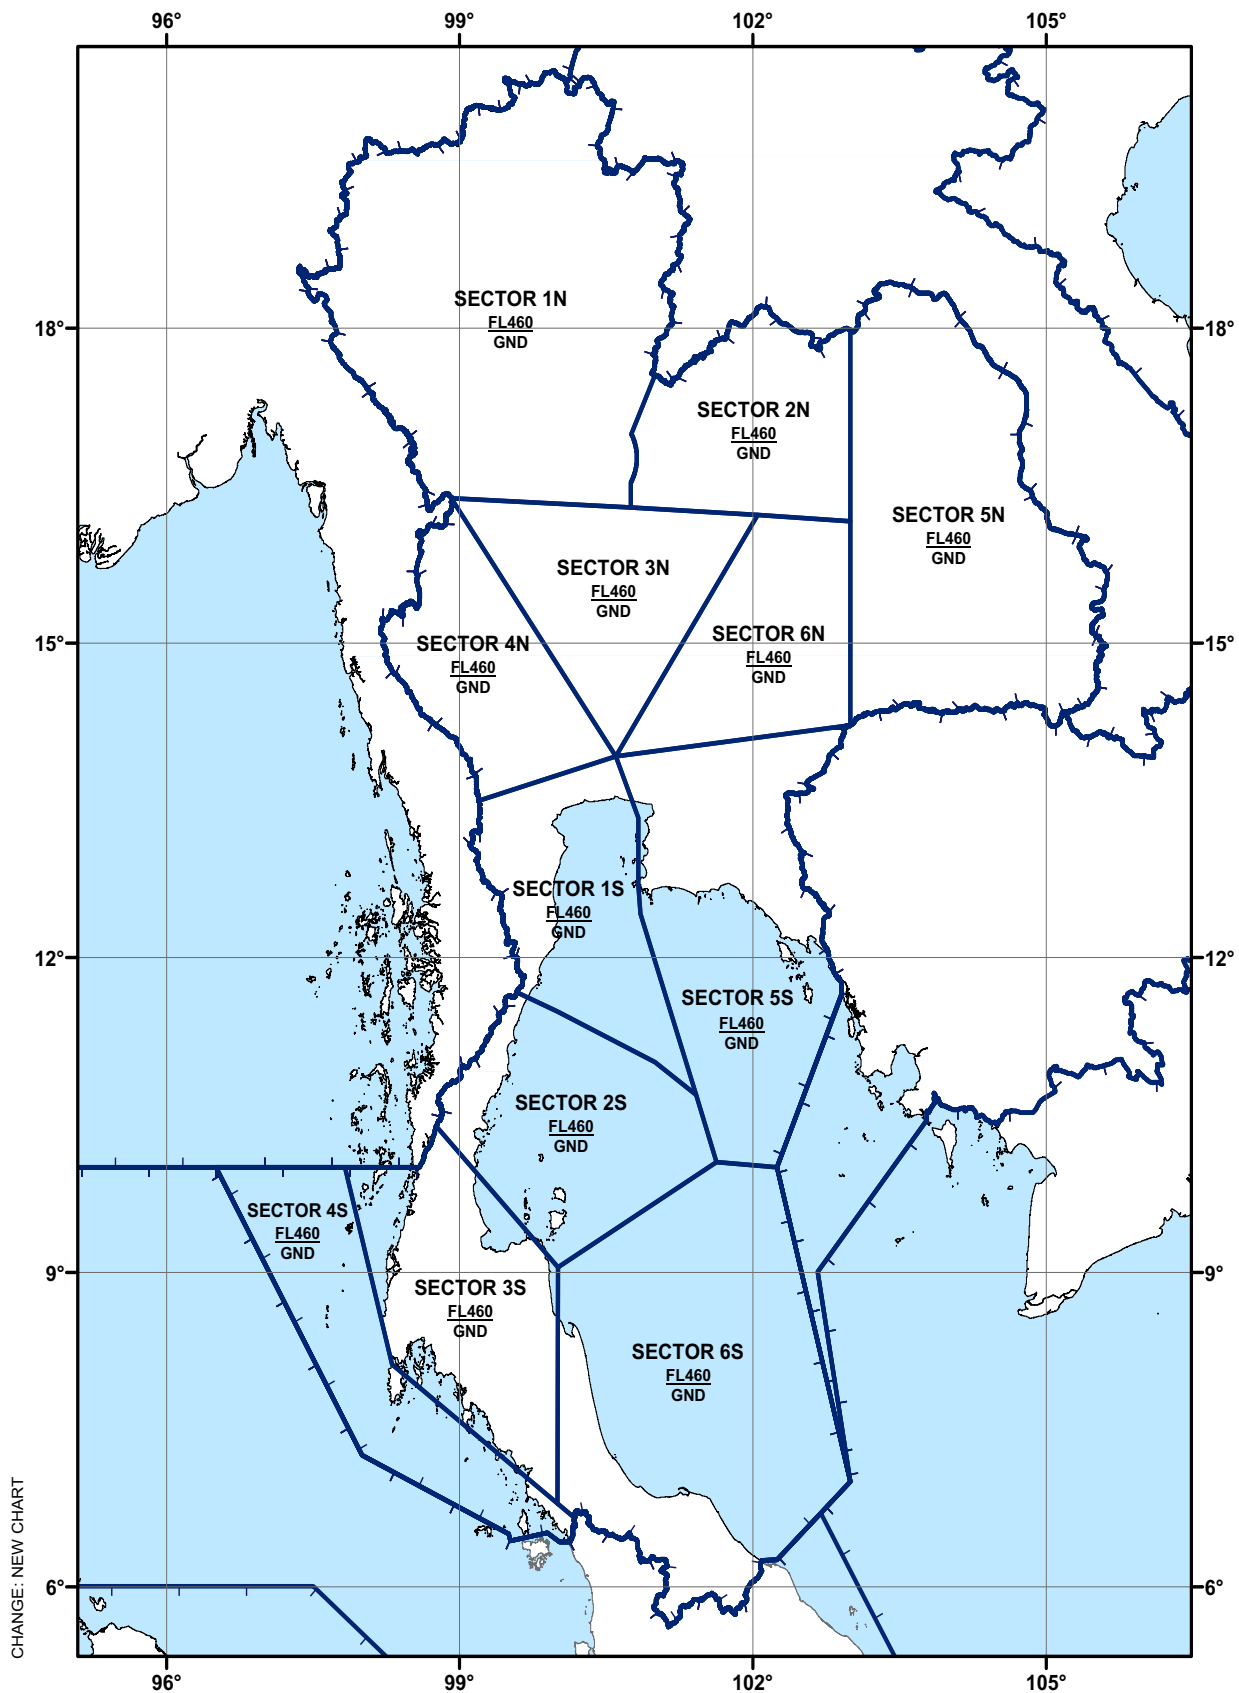 96°
99°
102°
105°
SECTOR 1N
FL460
GND
18°
18°
SECTOR 2N
FL460
GND
SECTOR 5N
FL460
GND
SECTOR 3N
FL460
GND
SECTOR 6N
FL460
GND
SECTOR 4N
FL460
GND
15°
15°
SECTOR 1S
FL460
GND
12°
12°
SECTOR 5S
FL460
GND
SECTOR 2S
FL460
GND
SECTOR 4S
FL460
GND
9°
9°
SECTOR 3S
FL460
GND
SECTOR 6S
FL460
GND
6°
6°
CHANGE: NEW CHART
96°
99°
102°
105°